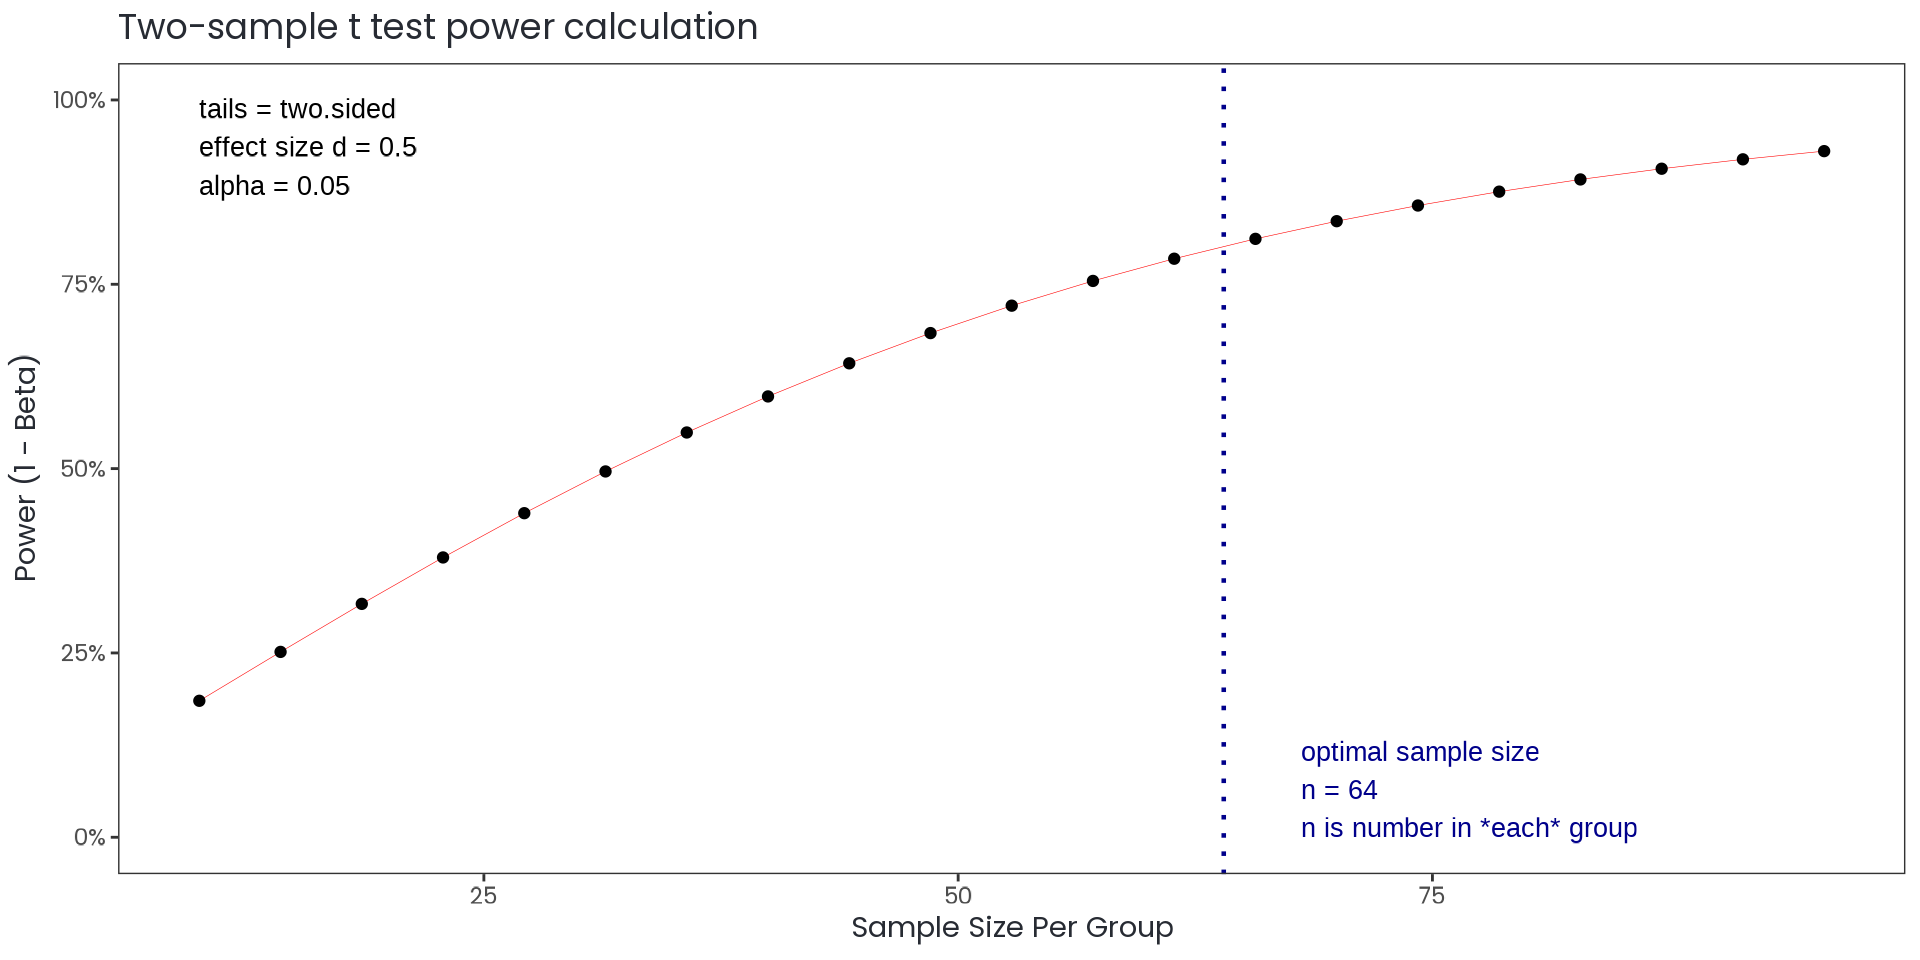 Two-sample t test power calculation
100%
75%
50%
25%
0%
Power (1 - Beta)
tails = two.sided
effect size d = 0.5
alpha = 0.05
optimal sample size
n = 64
n is number in *each* group
25
50
75
Sample Size Per Group